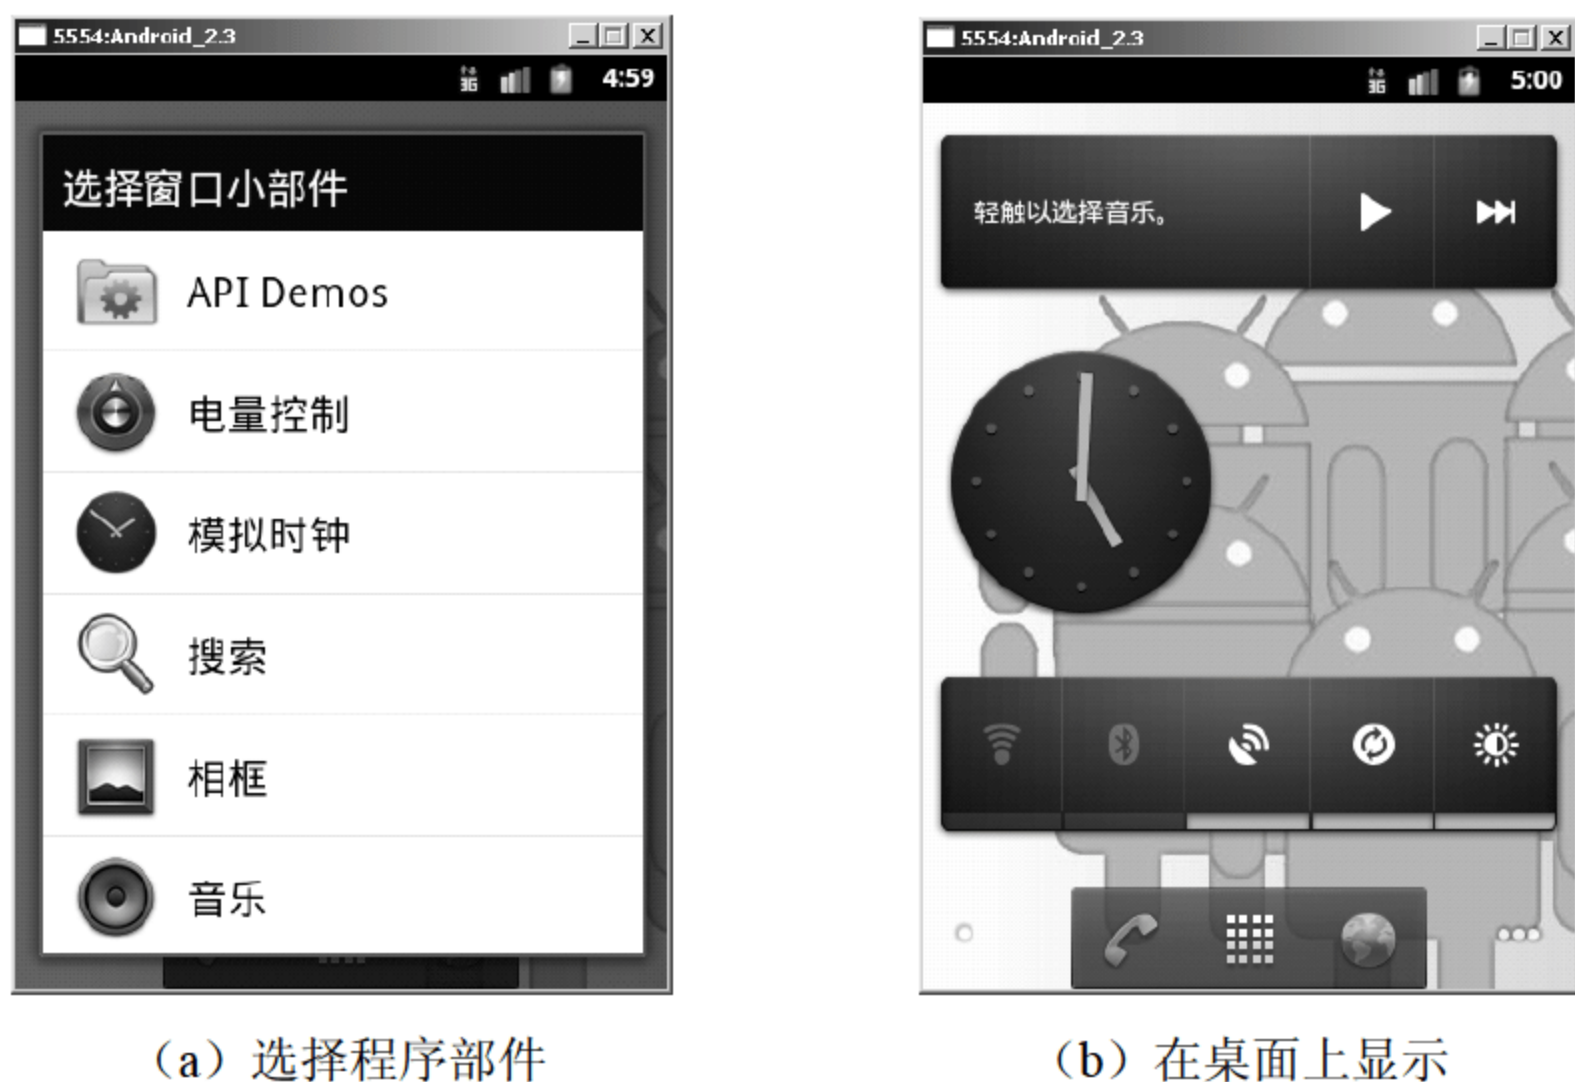 5554:Android_2.3
3G
4:59
选择窗口小部件
API Demos
电量控制
模拟时钟
搜索
相框
音乐
（a）选择程序部件
5554:Android_2.3
3G
5:00
轻触以选择音乐。
（b）在桌面上显示